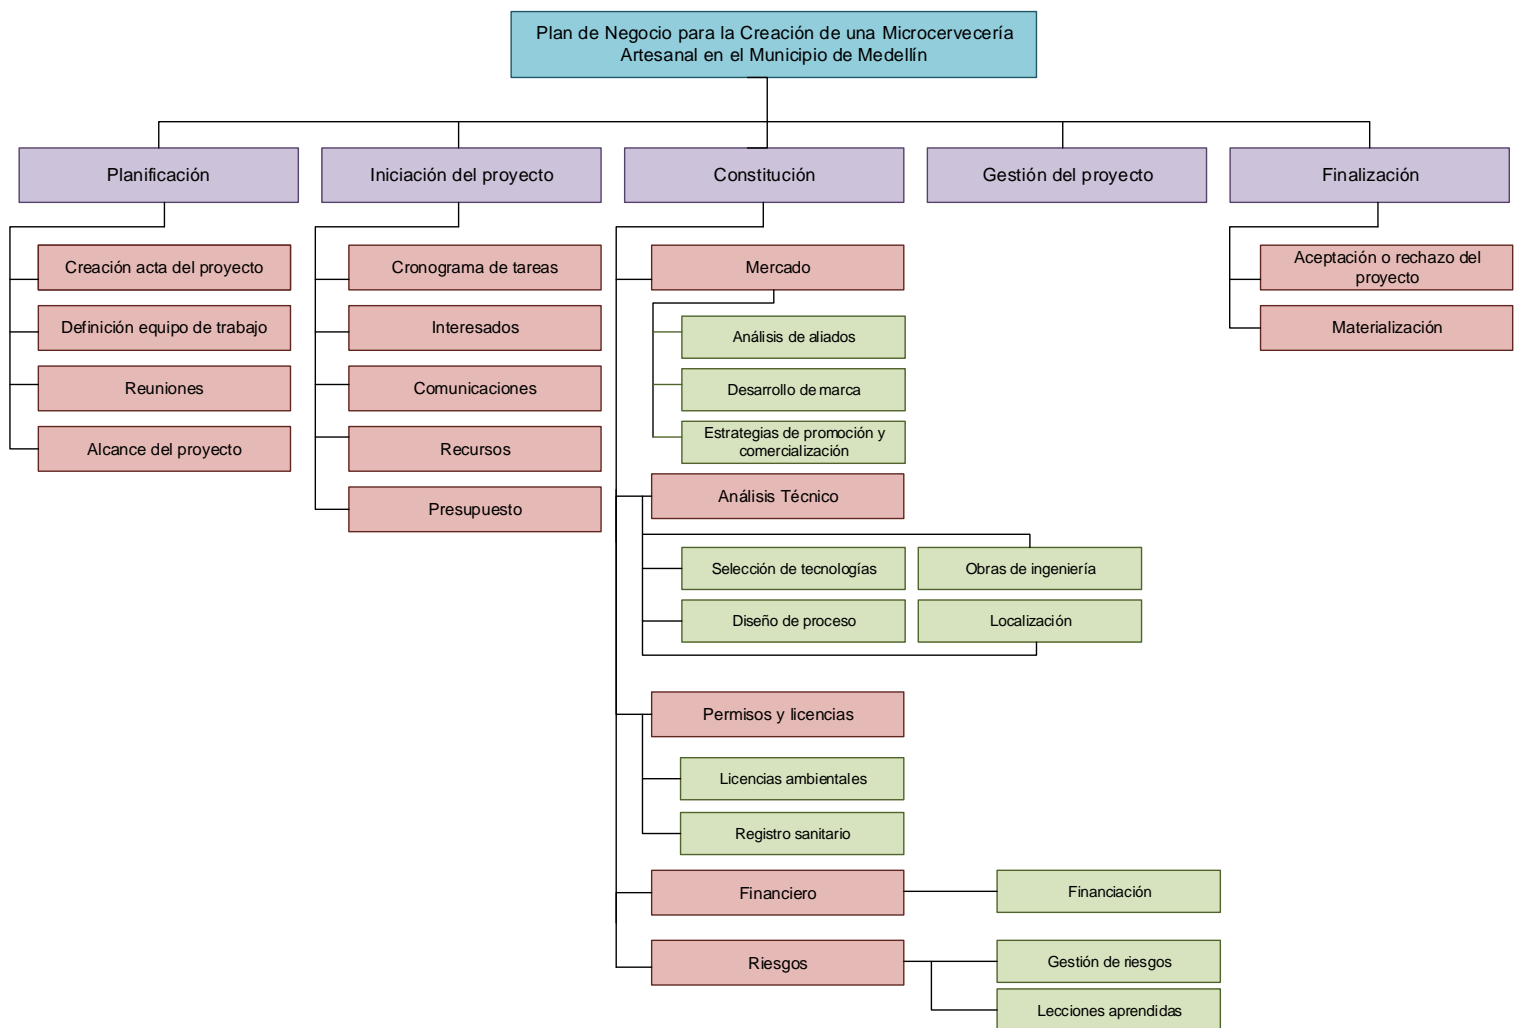 Plan de Negocio para la Creación de una Microcervecería
Artesanal en el Municipio de Medellín
Planificación
Iniciación del proyecto
Constitución
Gestión del proyecto
Finalización
Creación acta del proyecto
Definición equipo de trabajo
Reuniones
Alcance del proyecto
Cronograma de tareas
Interesados
Comunicaciones
Recursos
Presupuesto
Mercado
Análisis de aliados
Desarrollo de marca
Estrategias de promoción y
comercialización
Análisis Técnico
Selección de tecnologías
Obras de ingeniería
Diseño de proceso
Localización
Permisos y licencias
Licencias ambientales
Registro sanitario
Financiero
Financiación
Riesgos
Gestión de riesgos
Lecciones aprendidas
Aceptación o rechazo del
proyecto
Materialización